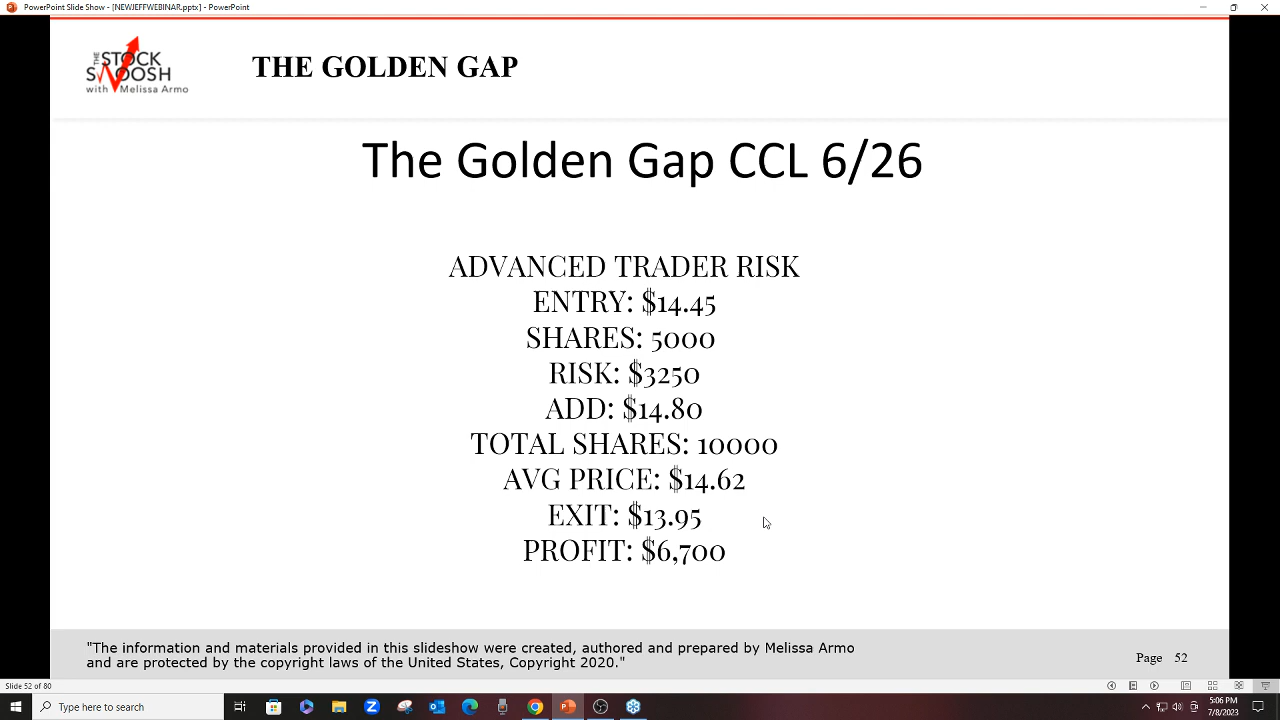 PowerPoint Slide Show - [NEWJEFFWEBINAR.pptx] - PowerPoint
THE STOCK
SWOOSH
with Melissa Armo
THE GOLDEN GAP
The Golden Gap CCL 6/26
ADVANCED TRADER RISK
ENTRY: $14.45
SHARES: 5000
RISK: $3250
ADD: $14.80
TOTAL SHARES: 10000
AVG PRICE: $14.62
EXIT: $13.95
PROFIT: $6,700
"The information and materials provided in this slideshow were created, authored and prepared by Melissa Armo
and are protected by the copyright laws of the United States, Copyright 2020."
Page 52
Slide 52 of 80
Type here to search
5:06 PM
7/8/2023